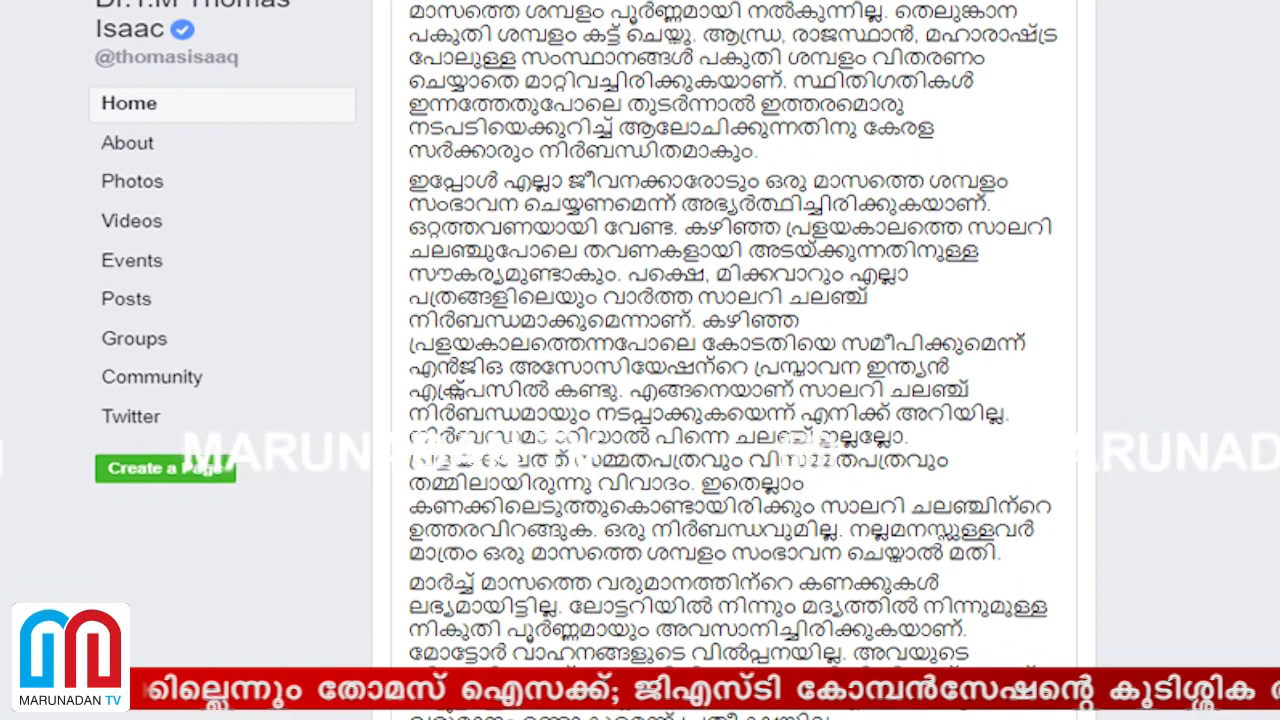 Dr.T.M Thomas
Isaac
@thomasisaaq
Home
About
Photos
Videos
Events
Posts
Groups
Community
Twitter
Create a Page
മാസത്തെ ശമ്പളം പൂർണ്ണമായി നൽകുന്നില്ല. തെലുങ്കാന
പകുതി ശമ്പളം കട്ട് ചെയ്തു. ആന്ധ്ര, രാജസ്ഥാൻ, മഹാരാഷ്ട്ര
പോലുള്ള സംസ്ഥാനങ്ങൾ പകുതി ശമ്പളം വിതരണം
ചെയ്യാതെ മാറ്റിവച്ചിരിക്കുകയാണ്. സ്ഥിതിഗതികൾ
ഇന്നത്തേതുപോലെ തുടർന്നാൽ ഇത്തരമൊരു
നടപടിയെക്കുറിച്ച് ആലോചിക്കുന്നതിനു കേരള
സർക്കാരും നിർബന്ധിതമാകും.
ഇപ്പോൾ എല്ലാ ജീവനക്കാരോടും ഒരു മാസത്തെ ശമ്പളം
സംഭാവന ചെയ്യണമെന്ന് അഭ്യർത്ഥിച്ചിരിക്കുകയാണ്.
ഒറ്റത്തവണയായി വേണ്ട. കഴിഞ്ഞ പ്രളയകാലത്തെ സാലറി
ചലഞ്ചുപോലെ തവണകളായി അടയ്ക്കുന്നതിനുള്ള
സൗകര്യമുണ്ടാകും. പക്ഷെ, മിക്കവാറും എല്ലാ
പത്രങ്ങളിലെയും വാർത്ത സാലറി ചലഞ്ച്
നിർബന്ധമാക്കുമെന്നാണ്. കഴിഞ്ഞ
പ്രളയകാലത്തെന്നപോലെ കോടതിയെ സമീപിക്കുമെന്ന്
എൻജിഒ അസോസിയേഷന്റെ പ്രസ്താവന ഇന്ത്യൻ
എക്സ്പ്രസിൽ കണ്ടു. എങ്ങനെയാണ് സാലറി ചലഞ്ച്
നിർബന്ധമായും നടപ്പാക്കുകയെന്ന് എനിക്ക് അറിയില്ല.
പിന്നെ ചലഞ്ച് ഇല്ലല്ലോ.
തമ്മിലായിരുന്നു വിവാദം. ഇതെല്ലാം
കണക്കിലെടുത്തുകൊണ്ടായിരിക്കും സാലറി ചലഞ്ചിന്റെ
ഉത്തരവിറങ്ങുക. ഒരു നിർബന്ധവുമില്ല. നല്ലമനസ്സുള്ളവർ
മാത്രം ഒരു മാസത്തെ ശമ്പളം സംഭാവന ചെയ്താൽ മതി.
മാർച്ച് മാസത്തെ വരുമാനത്തിന്റെ കണക്കുകൾ
ലഭ്യമായിട്ടില്ല. ലോട്ടറിയിൽ നിന്നും മദ്യത്തിൽ നിന്നുമുള്ള
നികുതി പൂർണ്ണമായും അവസാനിച്ചിരിക്കുകയാണ്.
മോട്ടോർ വാഹനങ്ങളുടെ വിൽപ്പനയില്ല. അവയുടെ
MARUNADAN TV
തോമസ് ഐസക്ക്; ജിഎസ്ടി കോമ്പൻസേഷന്റെ കുടിശ്ശിക